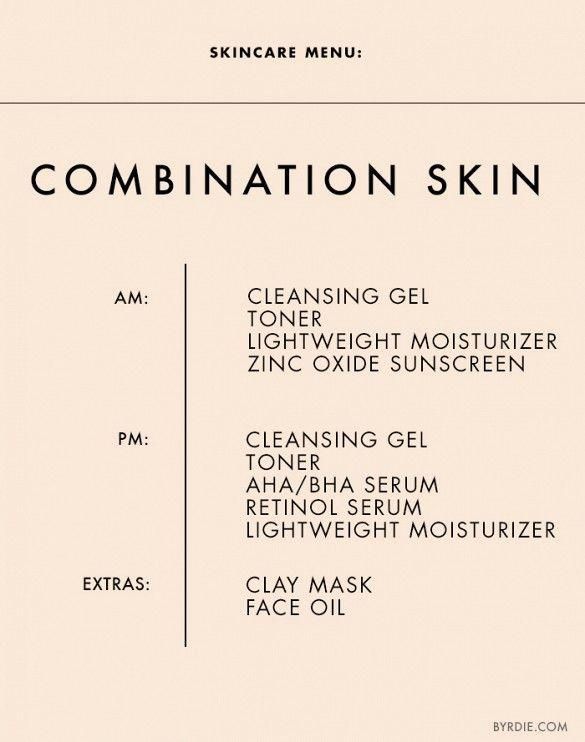 SKINCARE MENU:
COMBINATION SKIN
AM:
CLEANSING GEL
TONER
LIGHTWEIGHT MOISTURIZER
ZINC OXIDE SUNSCREEN
PM:
CLEANSING GEL
TONER
AHA/BHA SERUM
RETINOL SERUM
LIGHTWEIGHT MOISTURIZER
EXTRAS:
CLAY MASK
FACE OIL
BYRDIE.COM